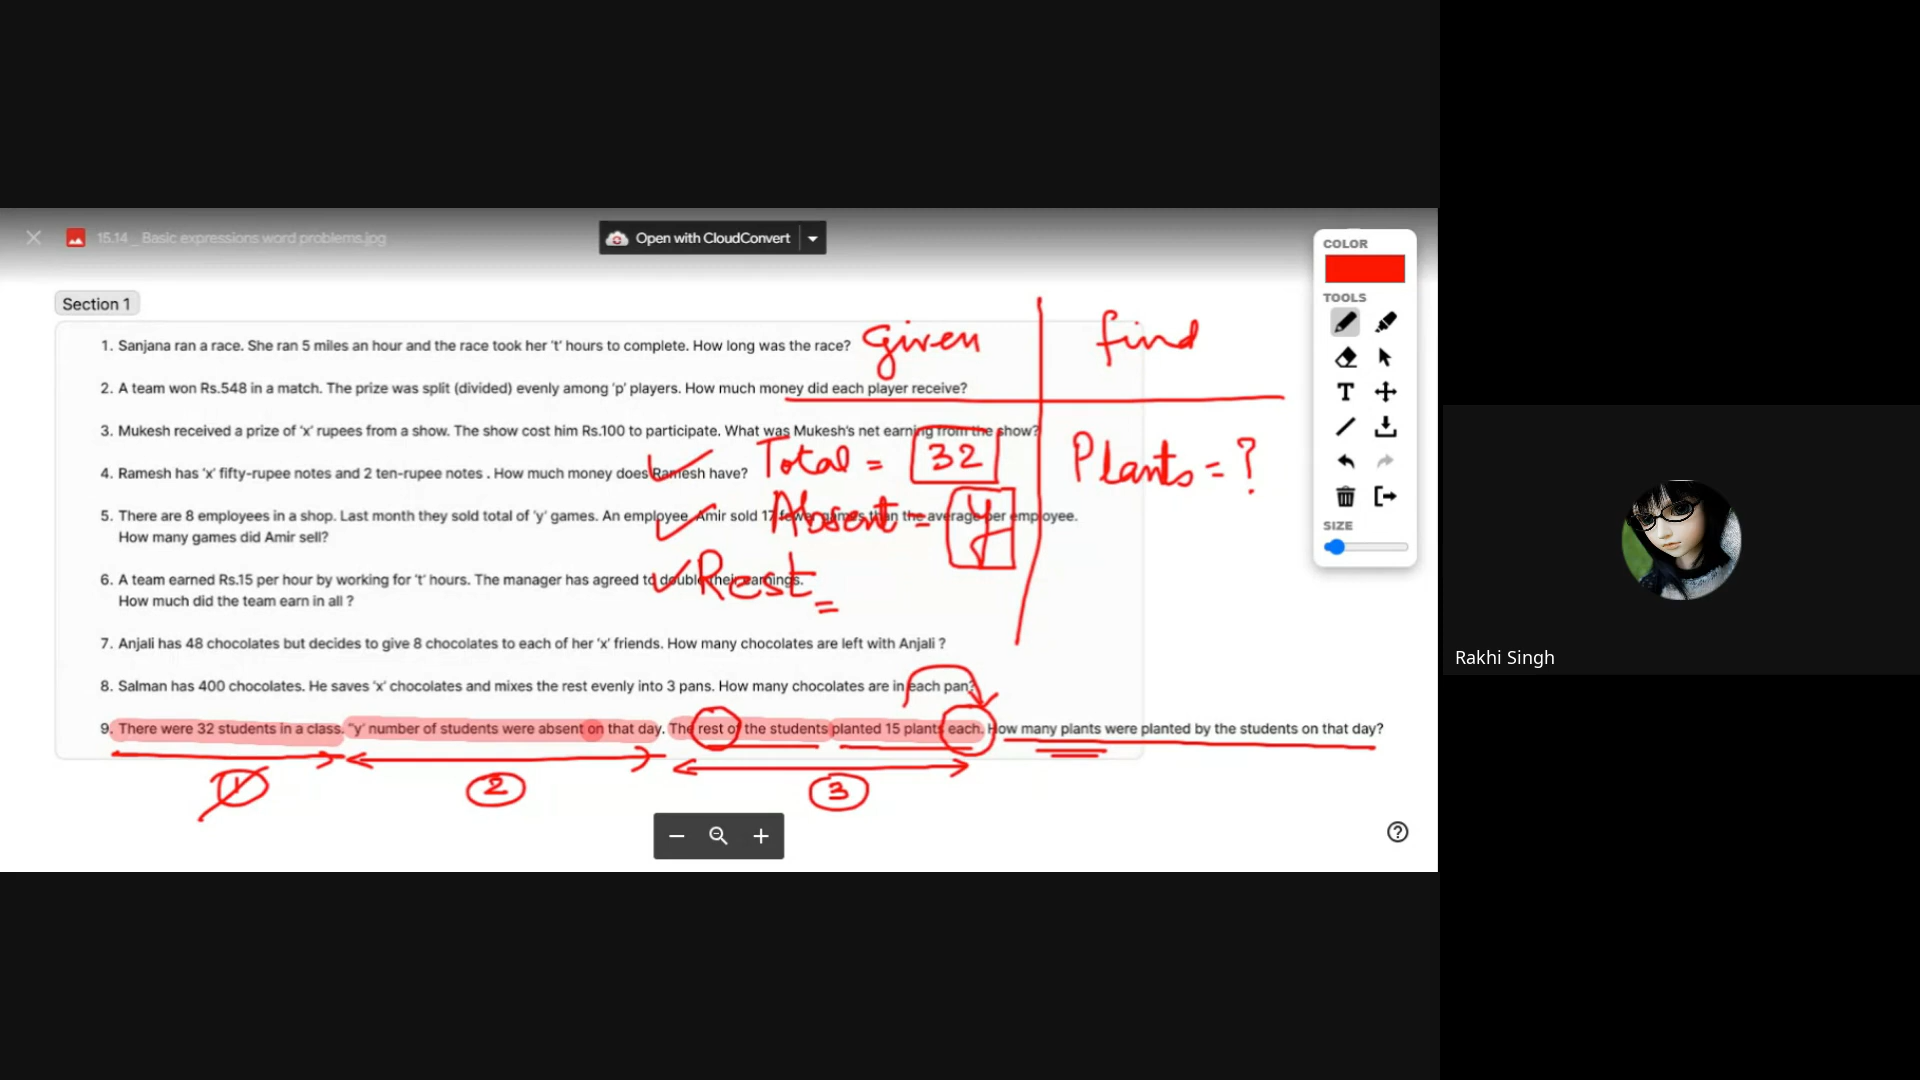 15.14 _ Basic expressions word problems.jpg
Open with CloudConvert
COLOR
TOOLS
T
SIZE
Section 1
given
find
1. Sanjana ran a race. She ran 5 miles an hour and the race took her 't' hours to complete. How long was the race?
2. A team won Rs.548 in a match. The prize was split (divided) evenly among 'p' players. How much money did each player receive?
3. Mukesh received a prize of 'x' rupees from a show. The show cost him Rs.100 to participate. What was Mukesh's net earning from the show?
Total = 32
Plants = ?
4. Ramesh has 'x' fifty-rupee notes and 2 ten-rupee notes . How much money does Ramesh have?
Absent = y
5. There are 8 employees in a shop. Last month they sold total of 'y' games. An employee Amir sold 17 fewer games than the average per employee.
How many games did Amir sell?
Rest =
6. A team earned Rs.15 per hour by working for 't' hours. The manager has agreed to double their earnings.
How much did the team earn in all ?
7. Anjali has 48 chocolates but decides to give 8 chocolates to each of her 'x' friends. How many chocolates are left with Anjali ?
8. Salman has 400 chocolates. He saves 'x' chocolates and mixes the rest evenly into 3 pans. How many chocolates are in each pan?
9. There were 32 students in a class. "y' number of students were absent on that day. The rest of the students planted 15 plants each. How many plants were planted by the students on that day?
1
2
3
Rakhi Singh